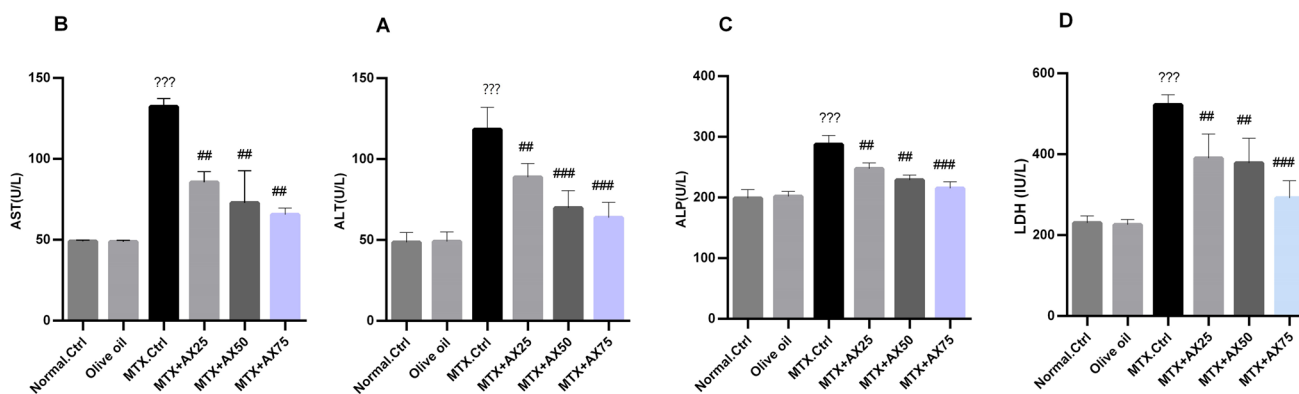 B
A
C
D
AST(U/L)
150
100
50
0
???
##
##
##
Normal.Ctrl
Olive oil
MTX.Ctrl
MTX+AX25
MTX+AX50
MTX+AX75
ALT(U/L)
150
100
50
0
???
##
###
###
Normal.Ctrl
Olive oil
MTX.Ctrl
MTX+AX25
MTX+AX50
MTX+AX75
ALP(U/L)
400
300
200
100
0
???
##
##
###
Normal.Ctrl
Olive oil
MTX.Ctrl
MTX+AX25
MTX+AX50
MTX+AX75
LDH (IU/L)
600
400
200
0
???
##
##
###
Normal.Ctrl
Olive oil
MTX.Ctrl
MTX+AX25
MTX+AX50
MTX+AX75